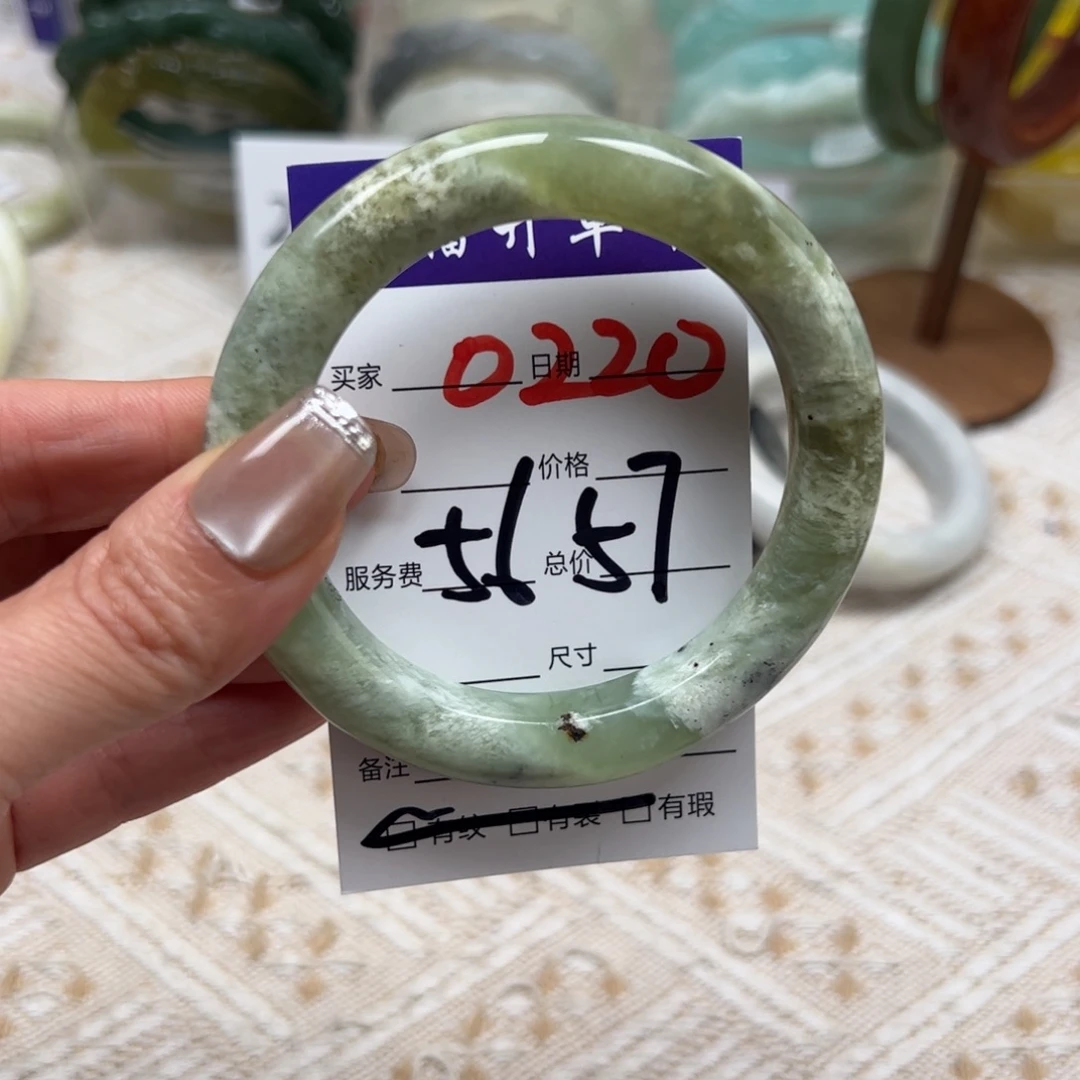 买家 0220 日期
价格
服务费 5657 总价
尺寸
备注
有纹 有裂 有瑕